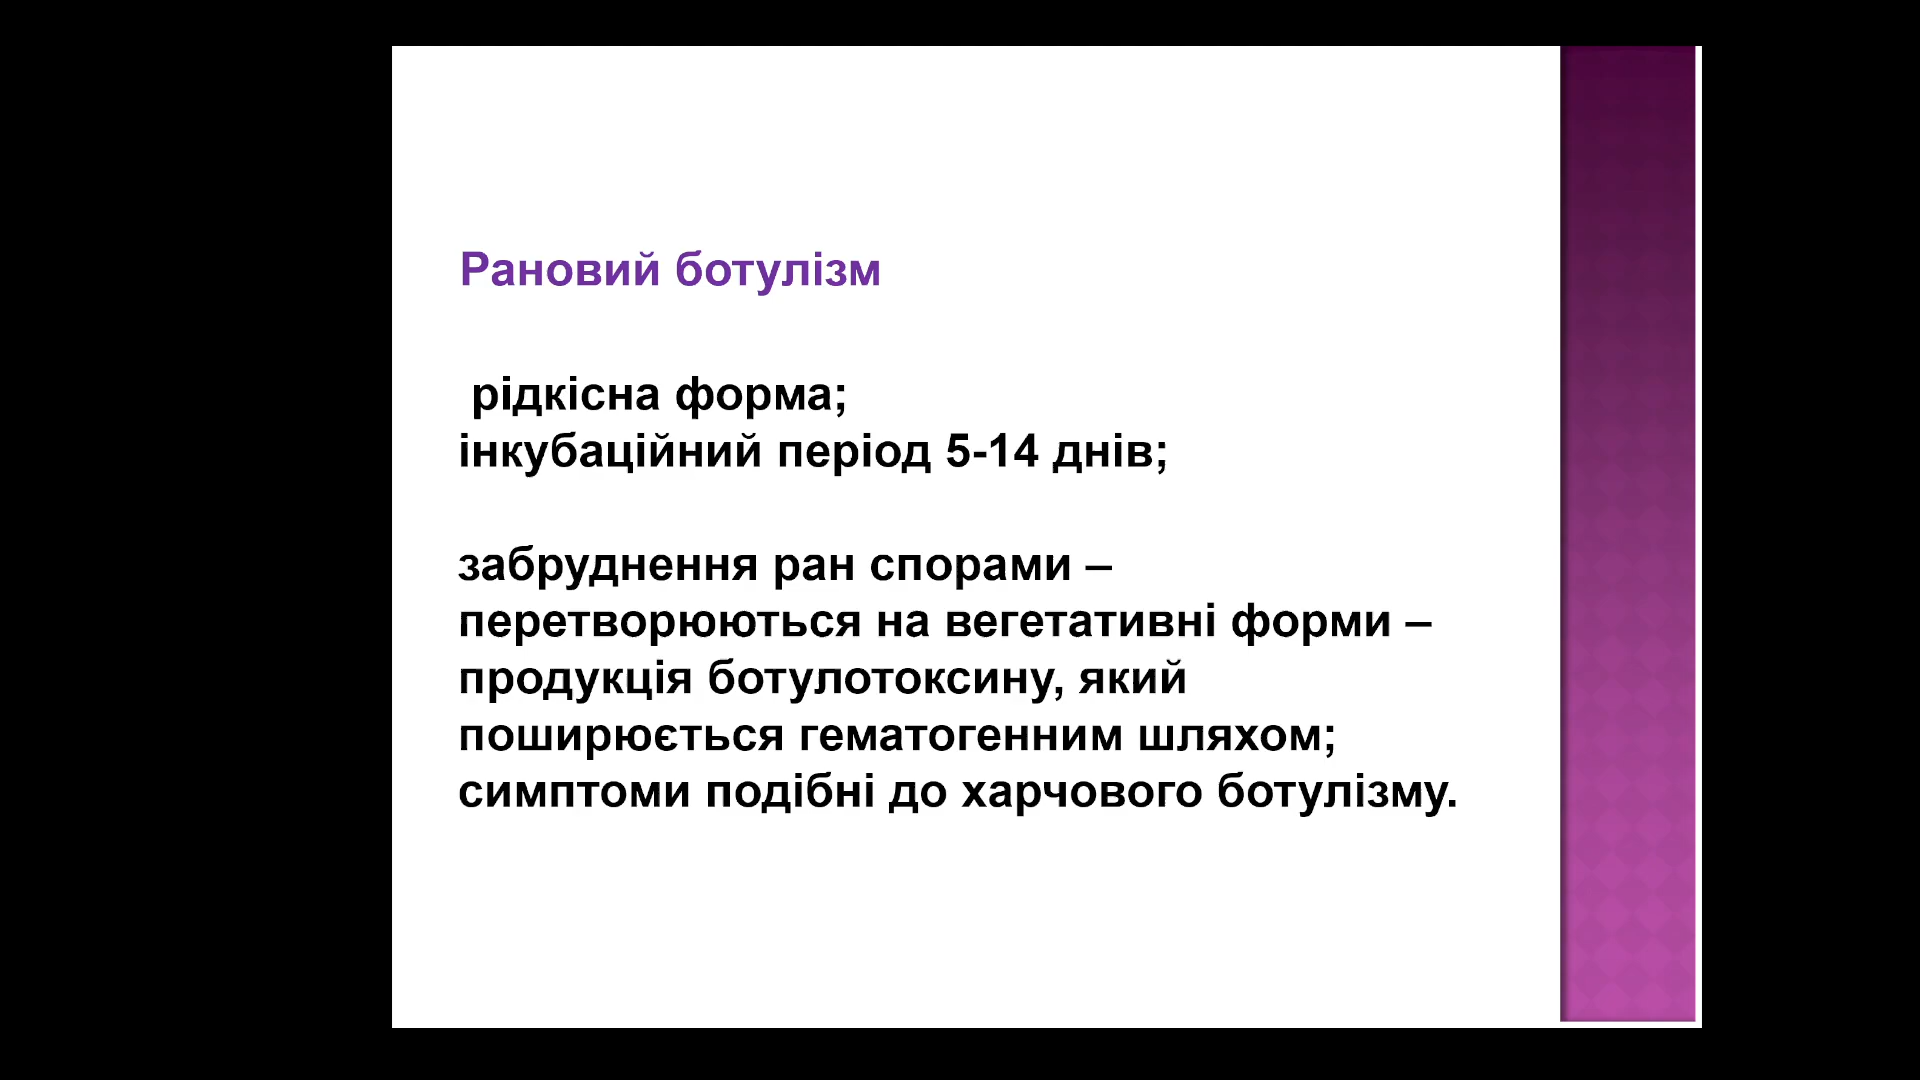 Рановий ботулізм
рідкісна форма;
інкубаційний період 5-14 днів;
забруднення ран спорами –
перетворюються на вегетативні форми –
продукція ботулотоксину, який
поширюється гематогенним шляхом;
симптоми подібні до харчового ботулізму.